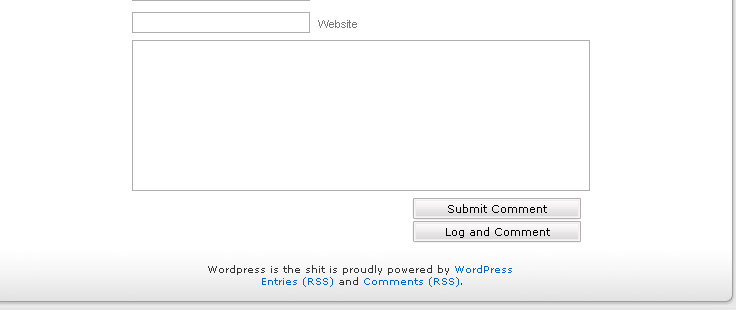 Website
Submit Comment
Log and Comment
Wordpress is the shit is proudly powered by WordPress
Entries (RSS) and Comments (RSS).